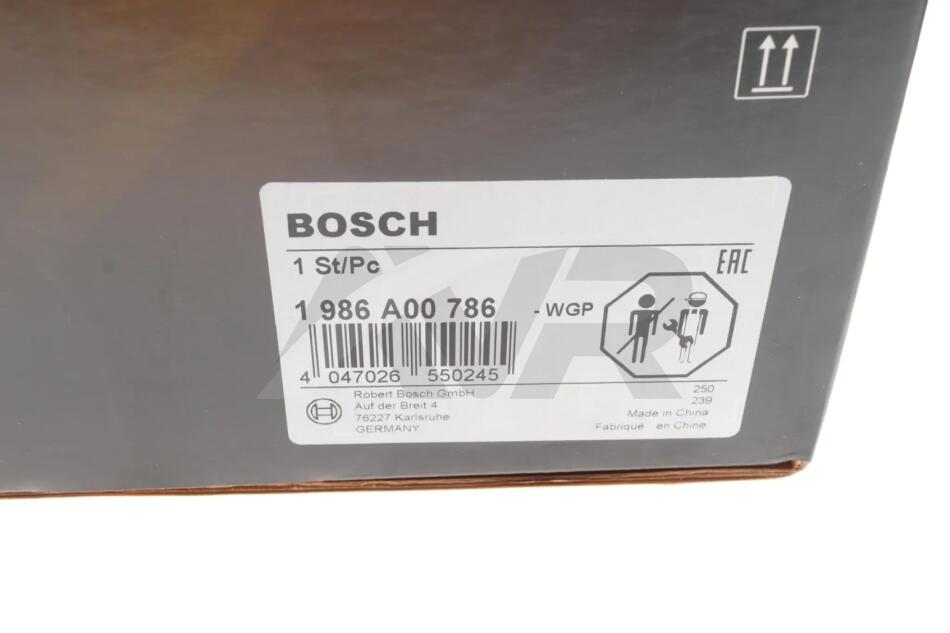 BOSCH
1 St/Pc
EAC
1 986 A00 786
- WGP
4 047026 550245
Robert Bosch GmbH
Auf der Breit 4
76227 Karlsruhe
GERMANY
250
239
Made in China
Fabriqué en Chine
WR